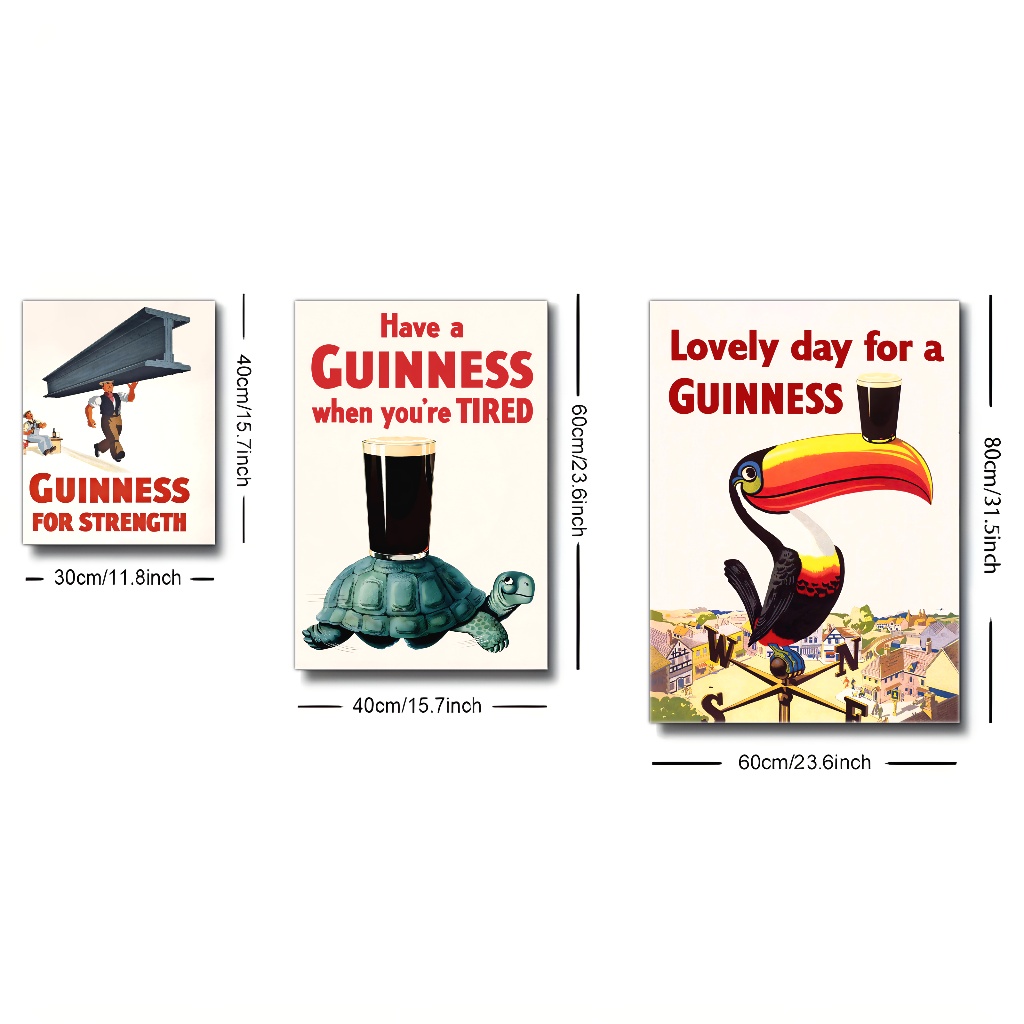 GUINNESS
FOR STRENGTH
40cm/15.7inch
30cm/11.8inch
Have a
GUINNESS
when you're TIRED
60cm/23.6inch
40cm/15.7inch
Lovely day for a
GUINNESS
W N
S E
80cm/31.5inch
60cm/23.6inch